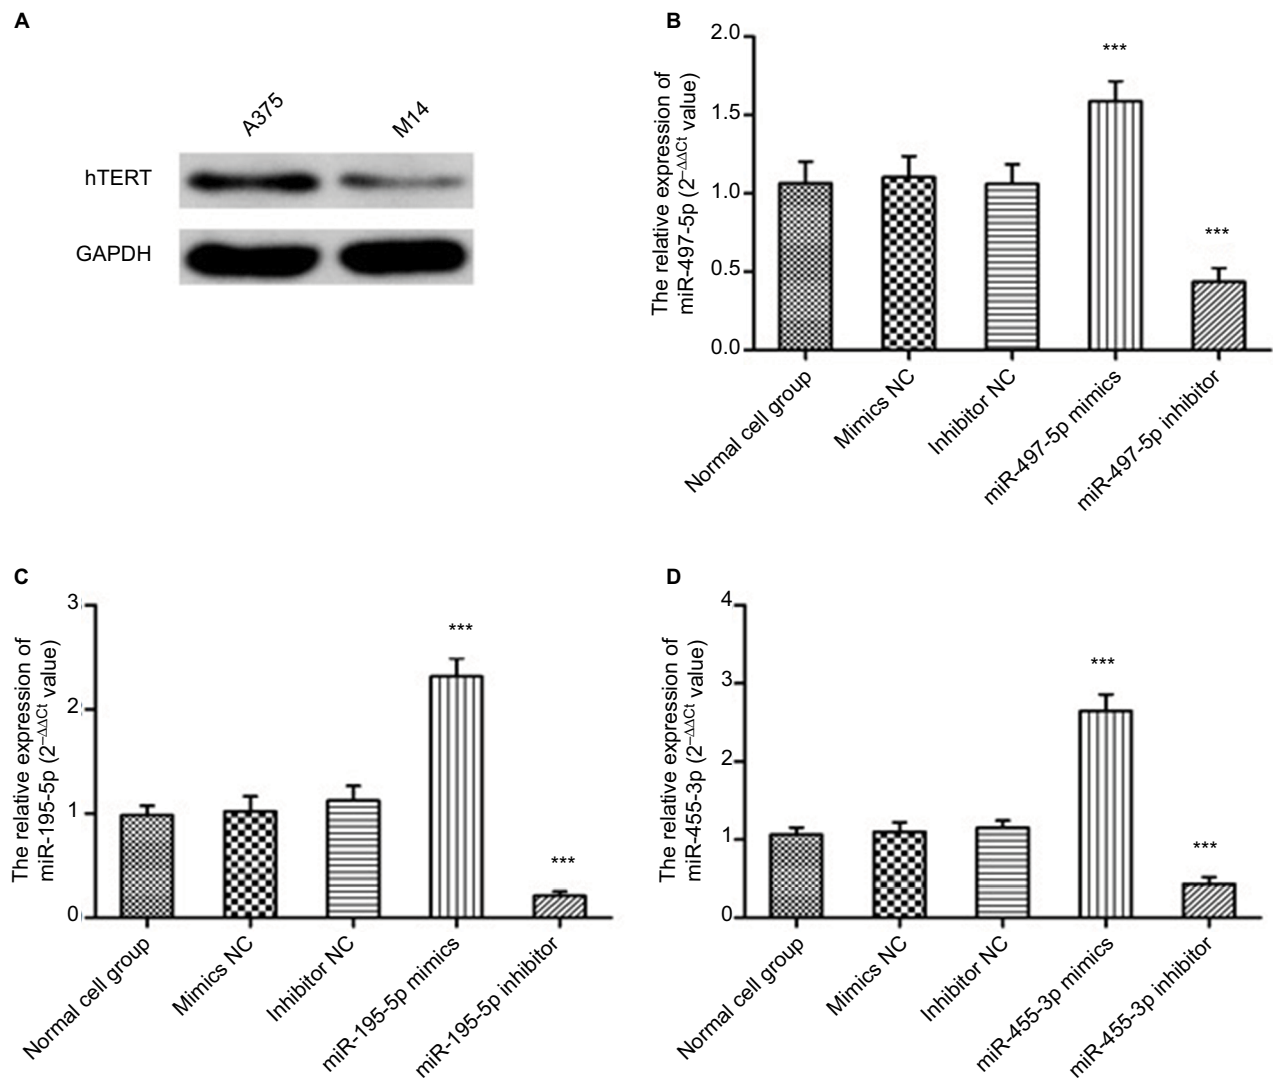 A
A375
M14
hTERT
GAPDH
B
The relative expression of
miR-497-5p (2–ΔΔCt value)
2.0
1.5
1.0
0.5
0.0
***
***
Normal cell group
Mimics NC
Inhibitor NC
miR-497-5p mimics
miR-497-5p inhibitor
C
The relative expression of
miR-195-5p (2–ΔΔCt value)
3
2
1
0
***
***
Normal cell group
Mimics NC
Inhibitor NC
miR-195-5p mimics
miR-195-5p inhibitor
D
The relative expression of
miR-455-3p (2–ΔΔCt value)
4
3
2
1
0
***
***
Normal cell group
Mimics NC
Inhibitor NC
miR-455-3p mimics
miR-455-3p inhibitor